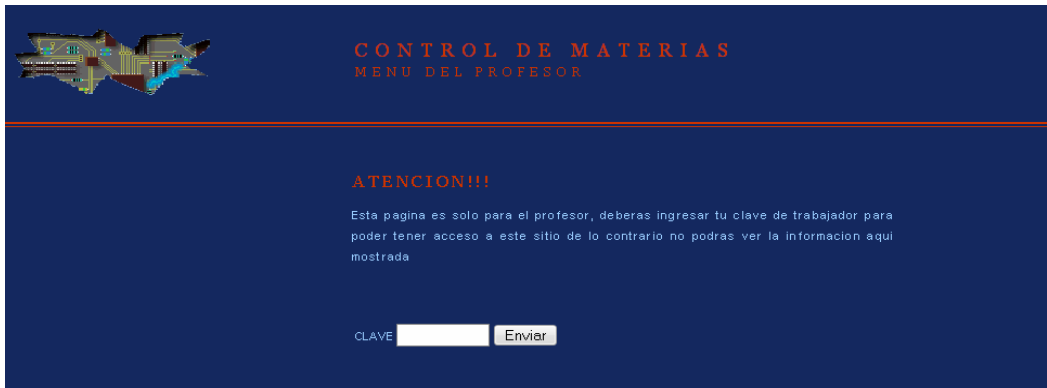 CONTROL DE MATERIAS
MENU DEL PROFESOR
ATENCION!!!
Esta pagina es solo para el profesor, deberas ingresar tu clave de trabajador para
poder tener acceso a este sitio de lo contrario no podras ver la informacion aqui
mostrada
CLAVE Enviar